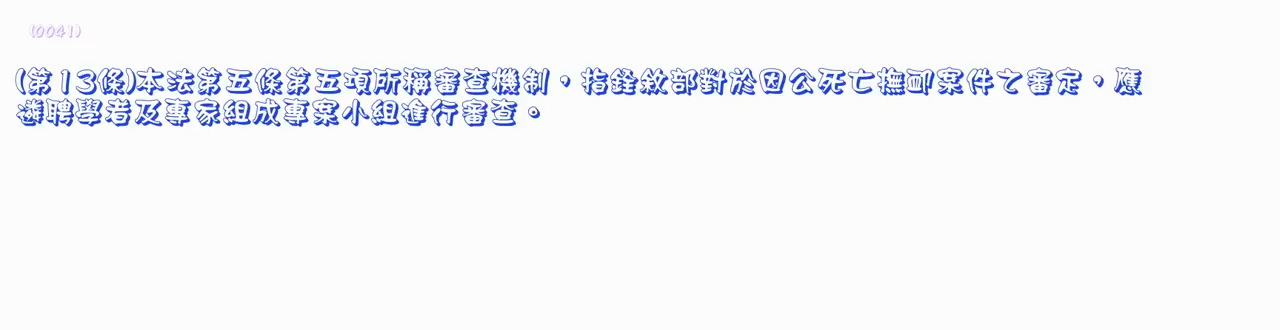 (0041)
(第13條)本法第五條第五項所稱審查機制，指銓敘部對於因公死亡撫卹案件之審定，應
遴聘學者及專家組成專案小組進行審查。